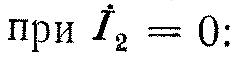 при İ₂ = 0: